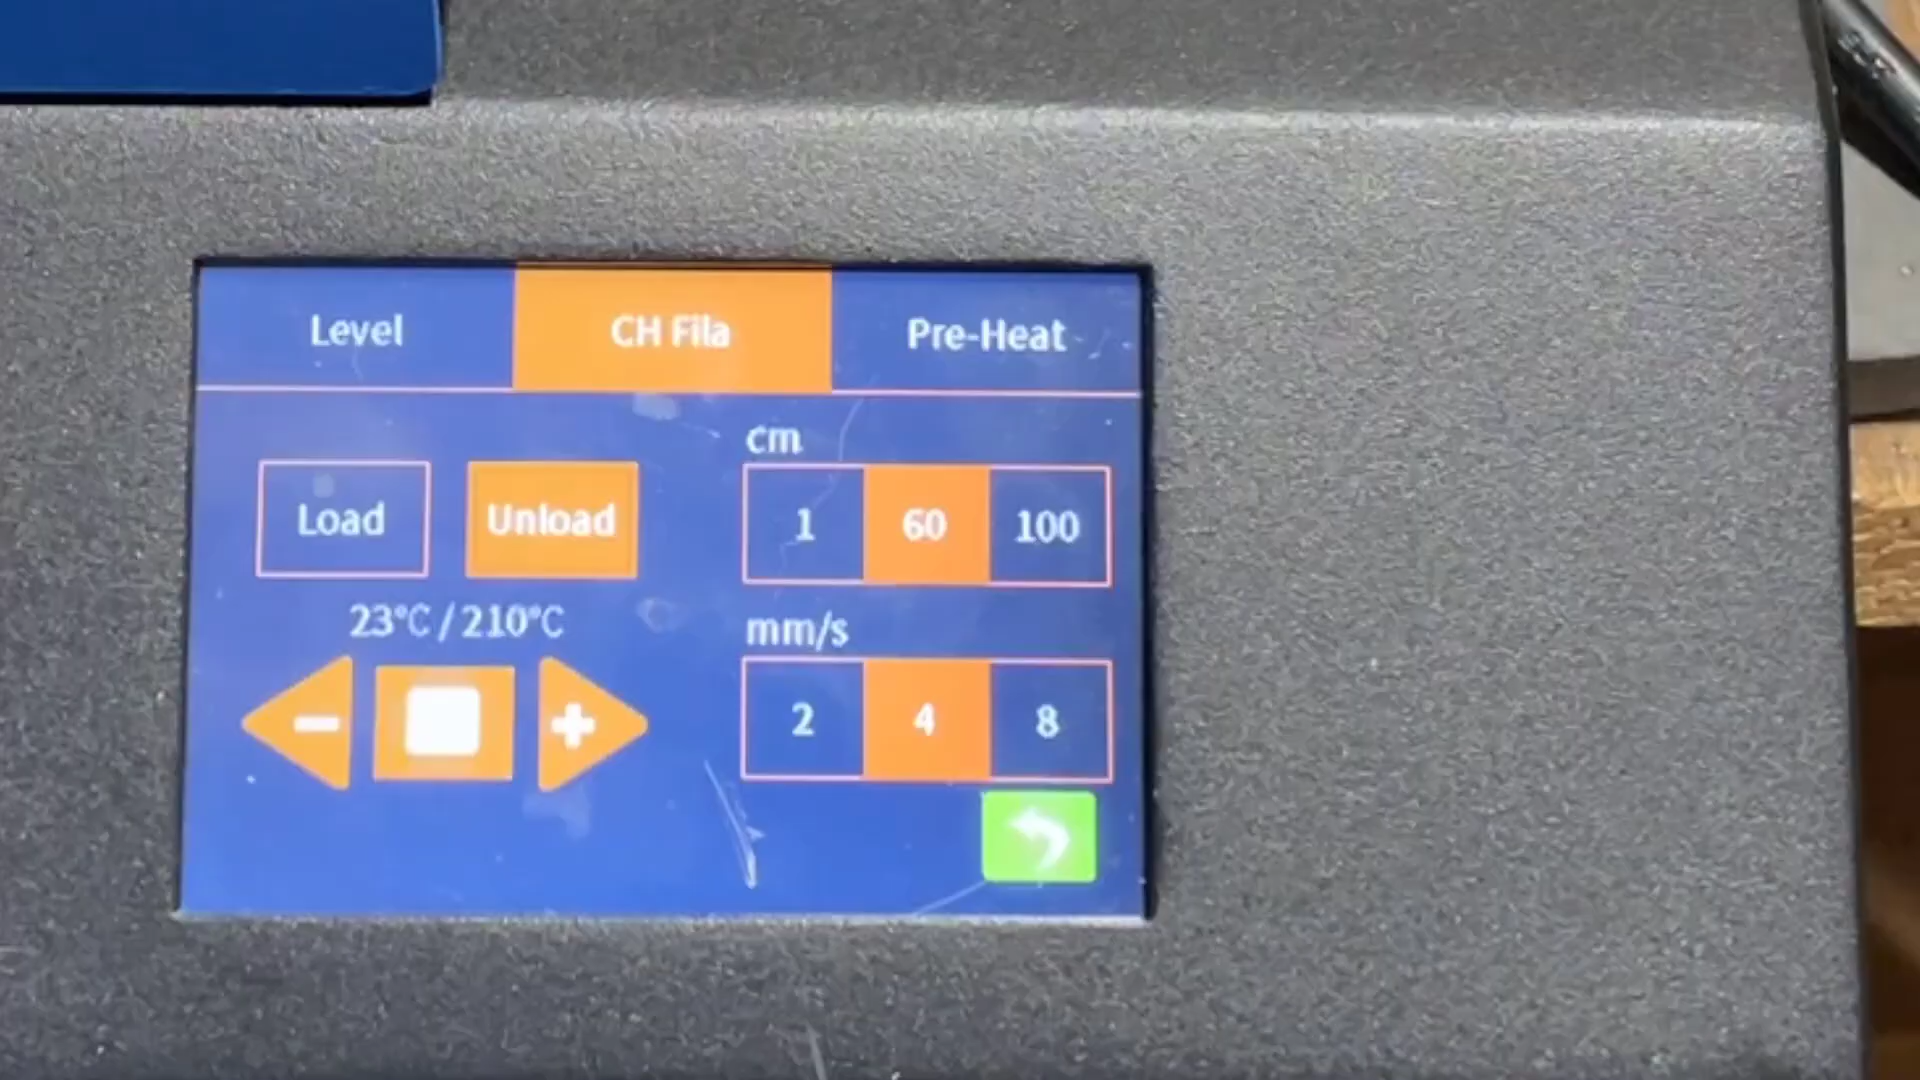 Level CH Fila Pre-Heat
cm
Load Unload 1 60 100
23°C / 210°C
mm/s
2 4 8